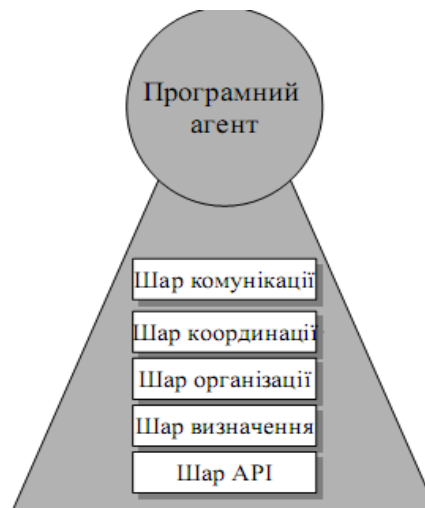 Програмний
агент
Шар комунікації
Шар координації
Шар організації
Шар визначення
Шар API